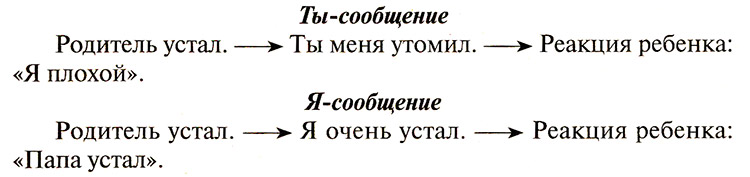 Ты-сообщение
Родитель устал. ⟶ Ты меня утомил. ⟶ Реакция ребенка:
«Я плохой».
Я-сообщение
Родитель устал. ⟶ Я очень устал. ⟶ Реакция ребенка:
«Папа устал».